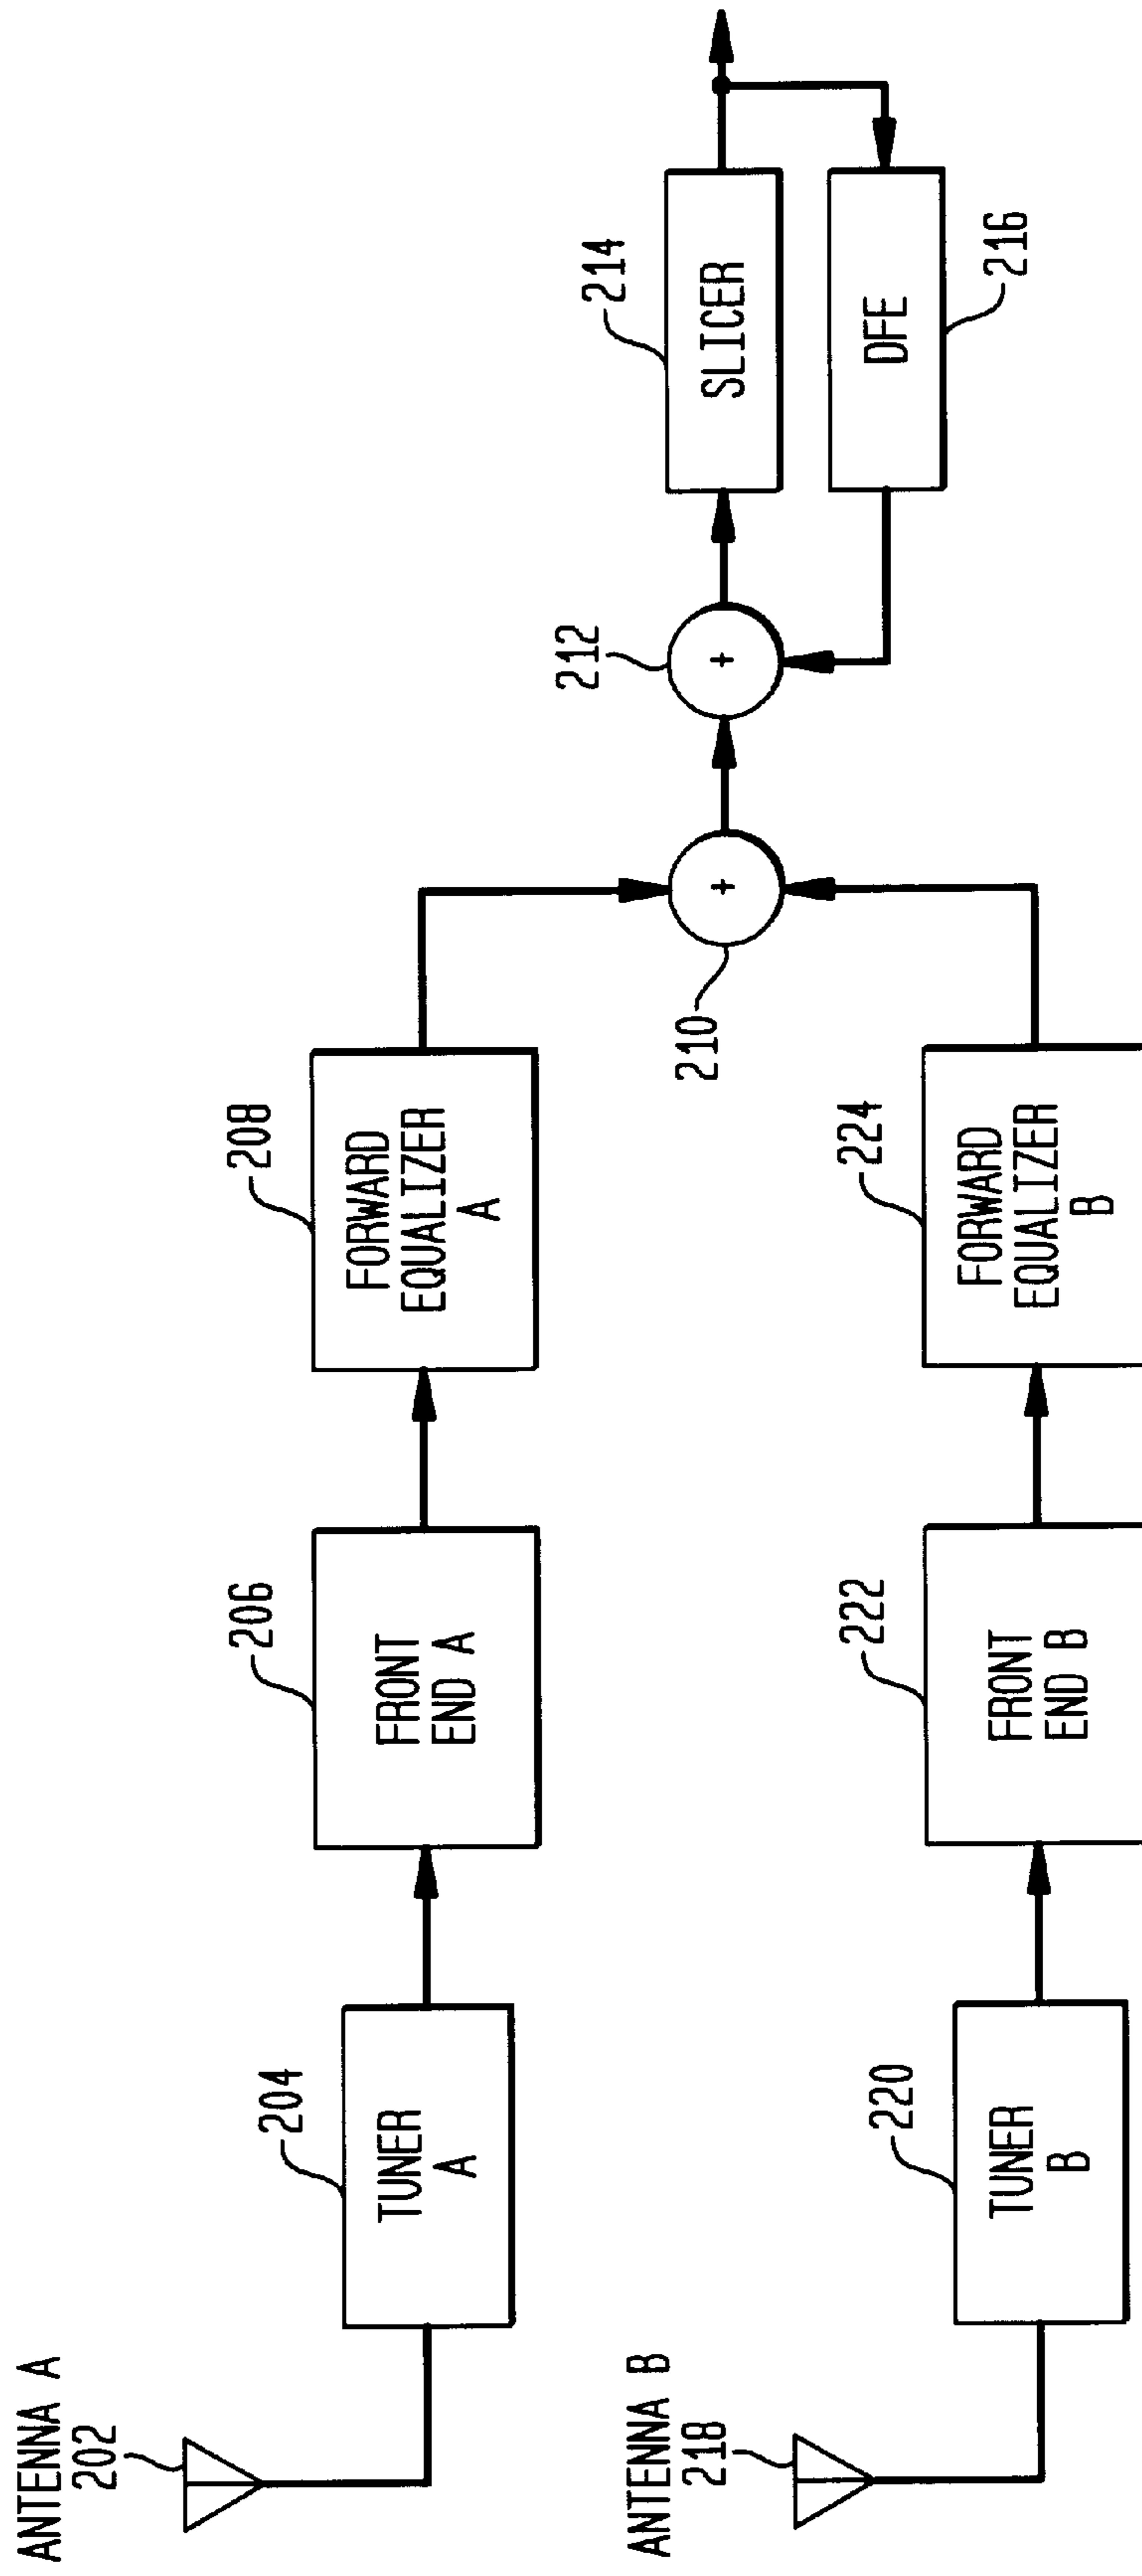 ANTENNA A
202
204
TUNER
A
206
FRONT
END A
208
FORWARD
EQUALIZER
A
210
+
212
+
214
SLICER
DFE
216
ANTENNA B
218
220
TUNER
B
222
FRONT
END B
224
FORWARD
EQUALIZER
B